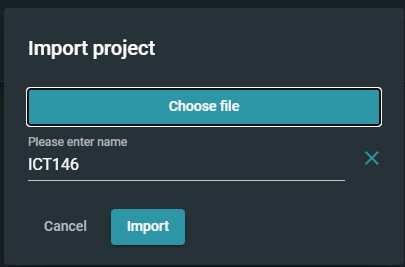 Import project
Choose file
Please enter name
ICT146
Cancel Import